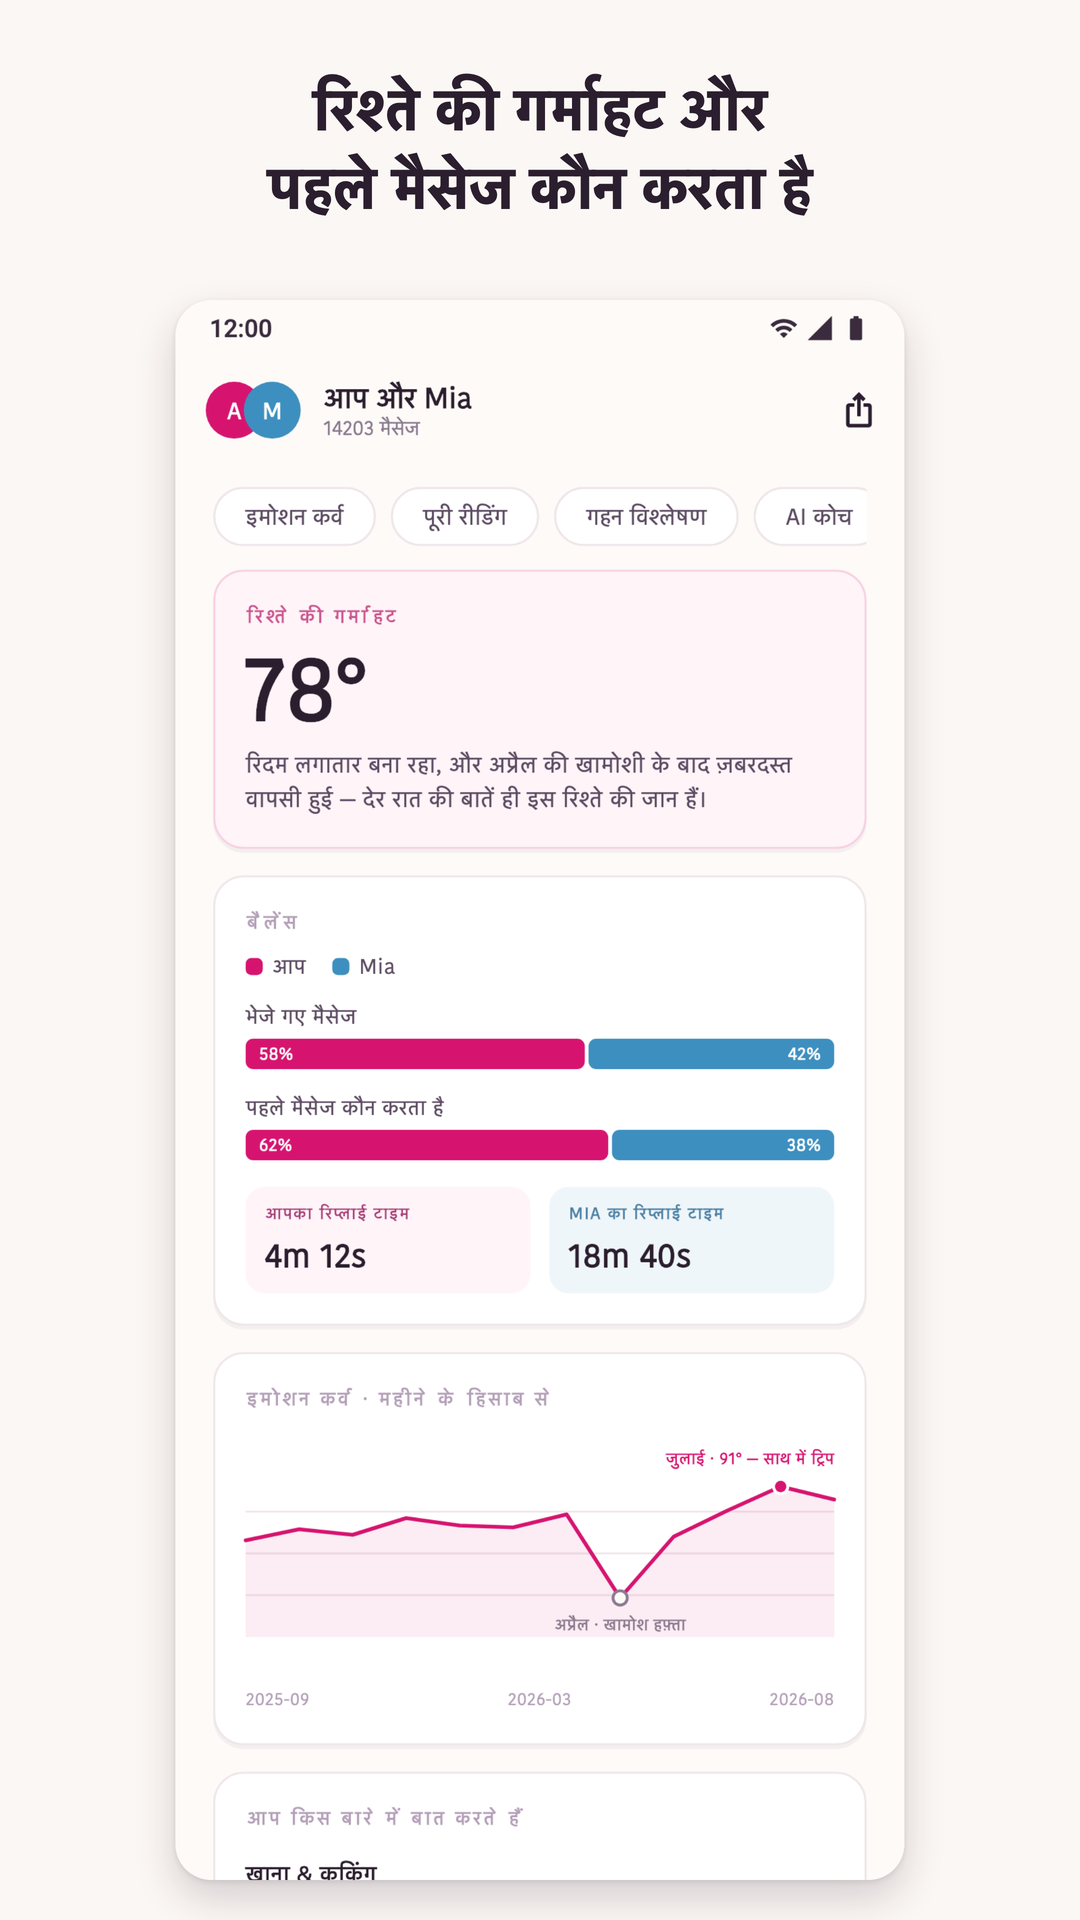 रिश्ते की गर्माहट और
पहले मैसेज कौन करता है
12:00
A M
आप और Mia
14203 मैसेज
इमोशन कर्व
पूरी रीडिंग
गहन विश्लेषण
AI कोच
रिश्ते की गर्माहट
78°
रिदम लगातार बना रहा, और अप्रैल की खामोशी के बाद ज़बरदस्त
वापसी हुई — देर रात की बातें ही इस रिश्ते की जान हैं।
बैलेंस
आप Mia
भेजे गए मैसेज
58% 42%
पहले मैसेज कौन करता है
62% 38%
आपका रिप्लाई टाइम
4m 12s
MIA का रिप्लाई टाइम
18m 40s
इमोशन कर्व · महीने के हिसाब से
जुलाई · 91° — साथ में ट्रिप
अप्रैल · खामोश हफ़्ता
2025-09 2026-03 2026-08
आप किस बारे में बात करते हैं
खाना & कुकिंग